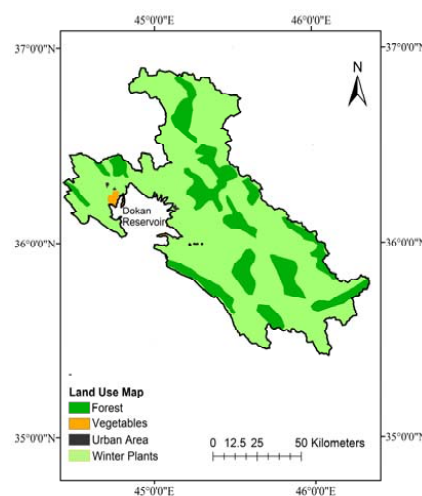 45°0'0"E 46°0'0"E
37°0'0"N 37°0'0"N
N
Dokan
Reservoir
36°0'0"N 36°0'0"N
Land Use Map
Forest
Vegetables
Urban Area
Winter Plants
0 12.5 25 50 Kilometers
35°0'0"N 35°0'0"N
45°0'0"E 46°0'0"E